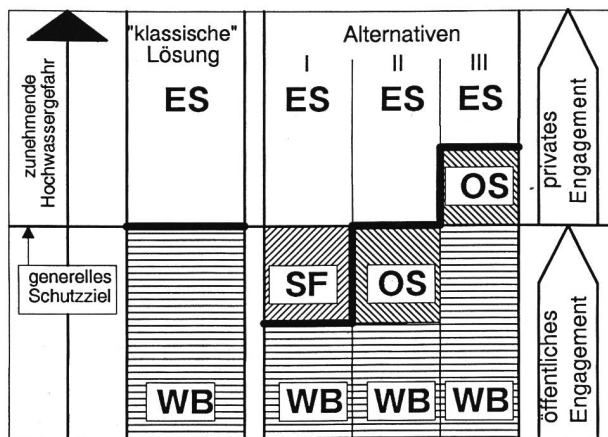 "klassische"
Lösung
ES
Alternativen
I
II
III
ES
ES
ES
zunehmende
Hochwassergefahr
privates
Engagement
OS
generelles
Schutzziel
SF
OS
öffentliches
Engagement
WB
WB
WB
WB